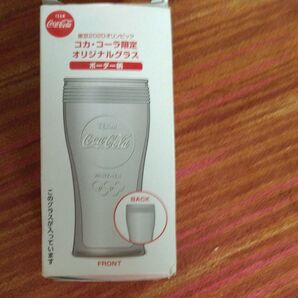 TEAM
Coca-Cola
東京2020オリンピック
コカ・コーラ限定
オリジナルグラス
ボーダー柄
TEAM
Coca-Cola
このグラスが入っています
BACK
FRONT